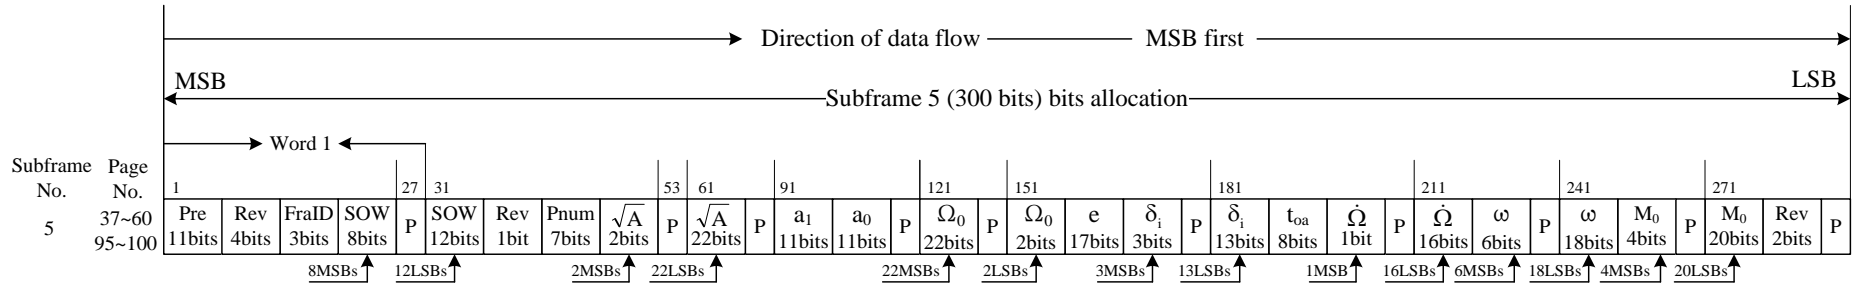 Direction of data flow MSB first
MSB LSB
Subframe 5 (300 bits) bits allocation
Word 1
Subframe Page
No. No.
1 27 31 53 61 91 121 151 181 211 241 271
5 37~60
95~100
Pre Rev FraID SOW P SOW Rev Pnum √A P √A a₁ a₀ P Ω₀ P Ω₀ e δᵢ P δᵢ tₒₐ Ω̇ P Ω̇ ω P ω M₀ P M₀ Rev P
11bits 4bits 3bits 8bits 12bits 1bit 7bits 2bits 22bits 11bits 11bits 22bits 2bits 17bits 3bits 13bits 8bits 1bit 16bits 6bits 18bits 4bits 20bits 2bits
8MSBs 12LSBs 2MSBs 22LSBs 22MSBs 2LSBs 3MSBs 13LSBs 1MSB 16LSBs 6MSBs 18LSBs 4MSBs 20LSBs